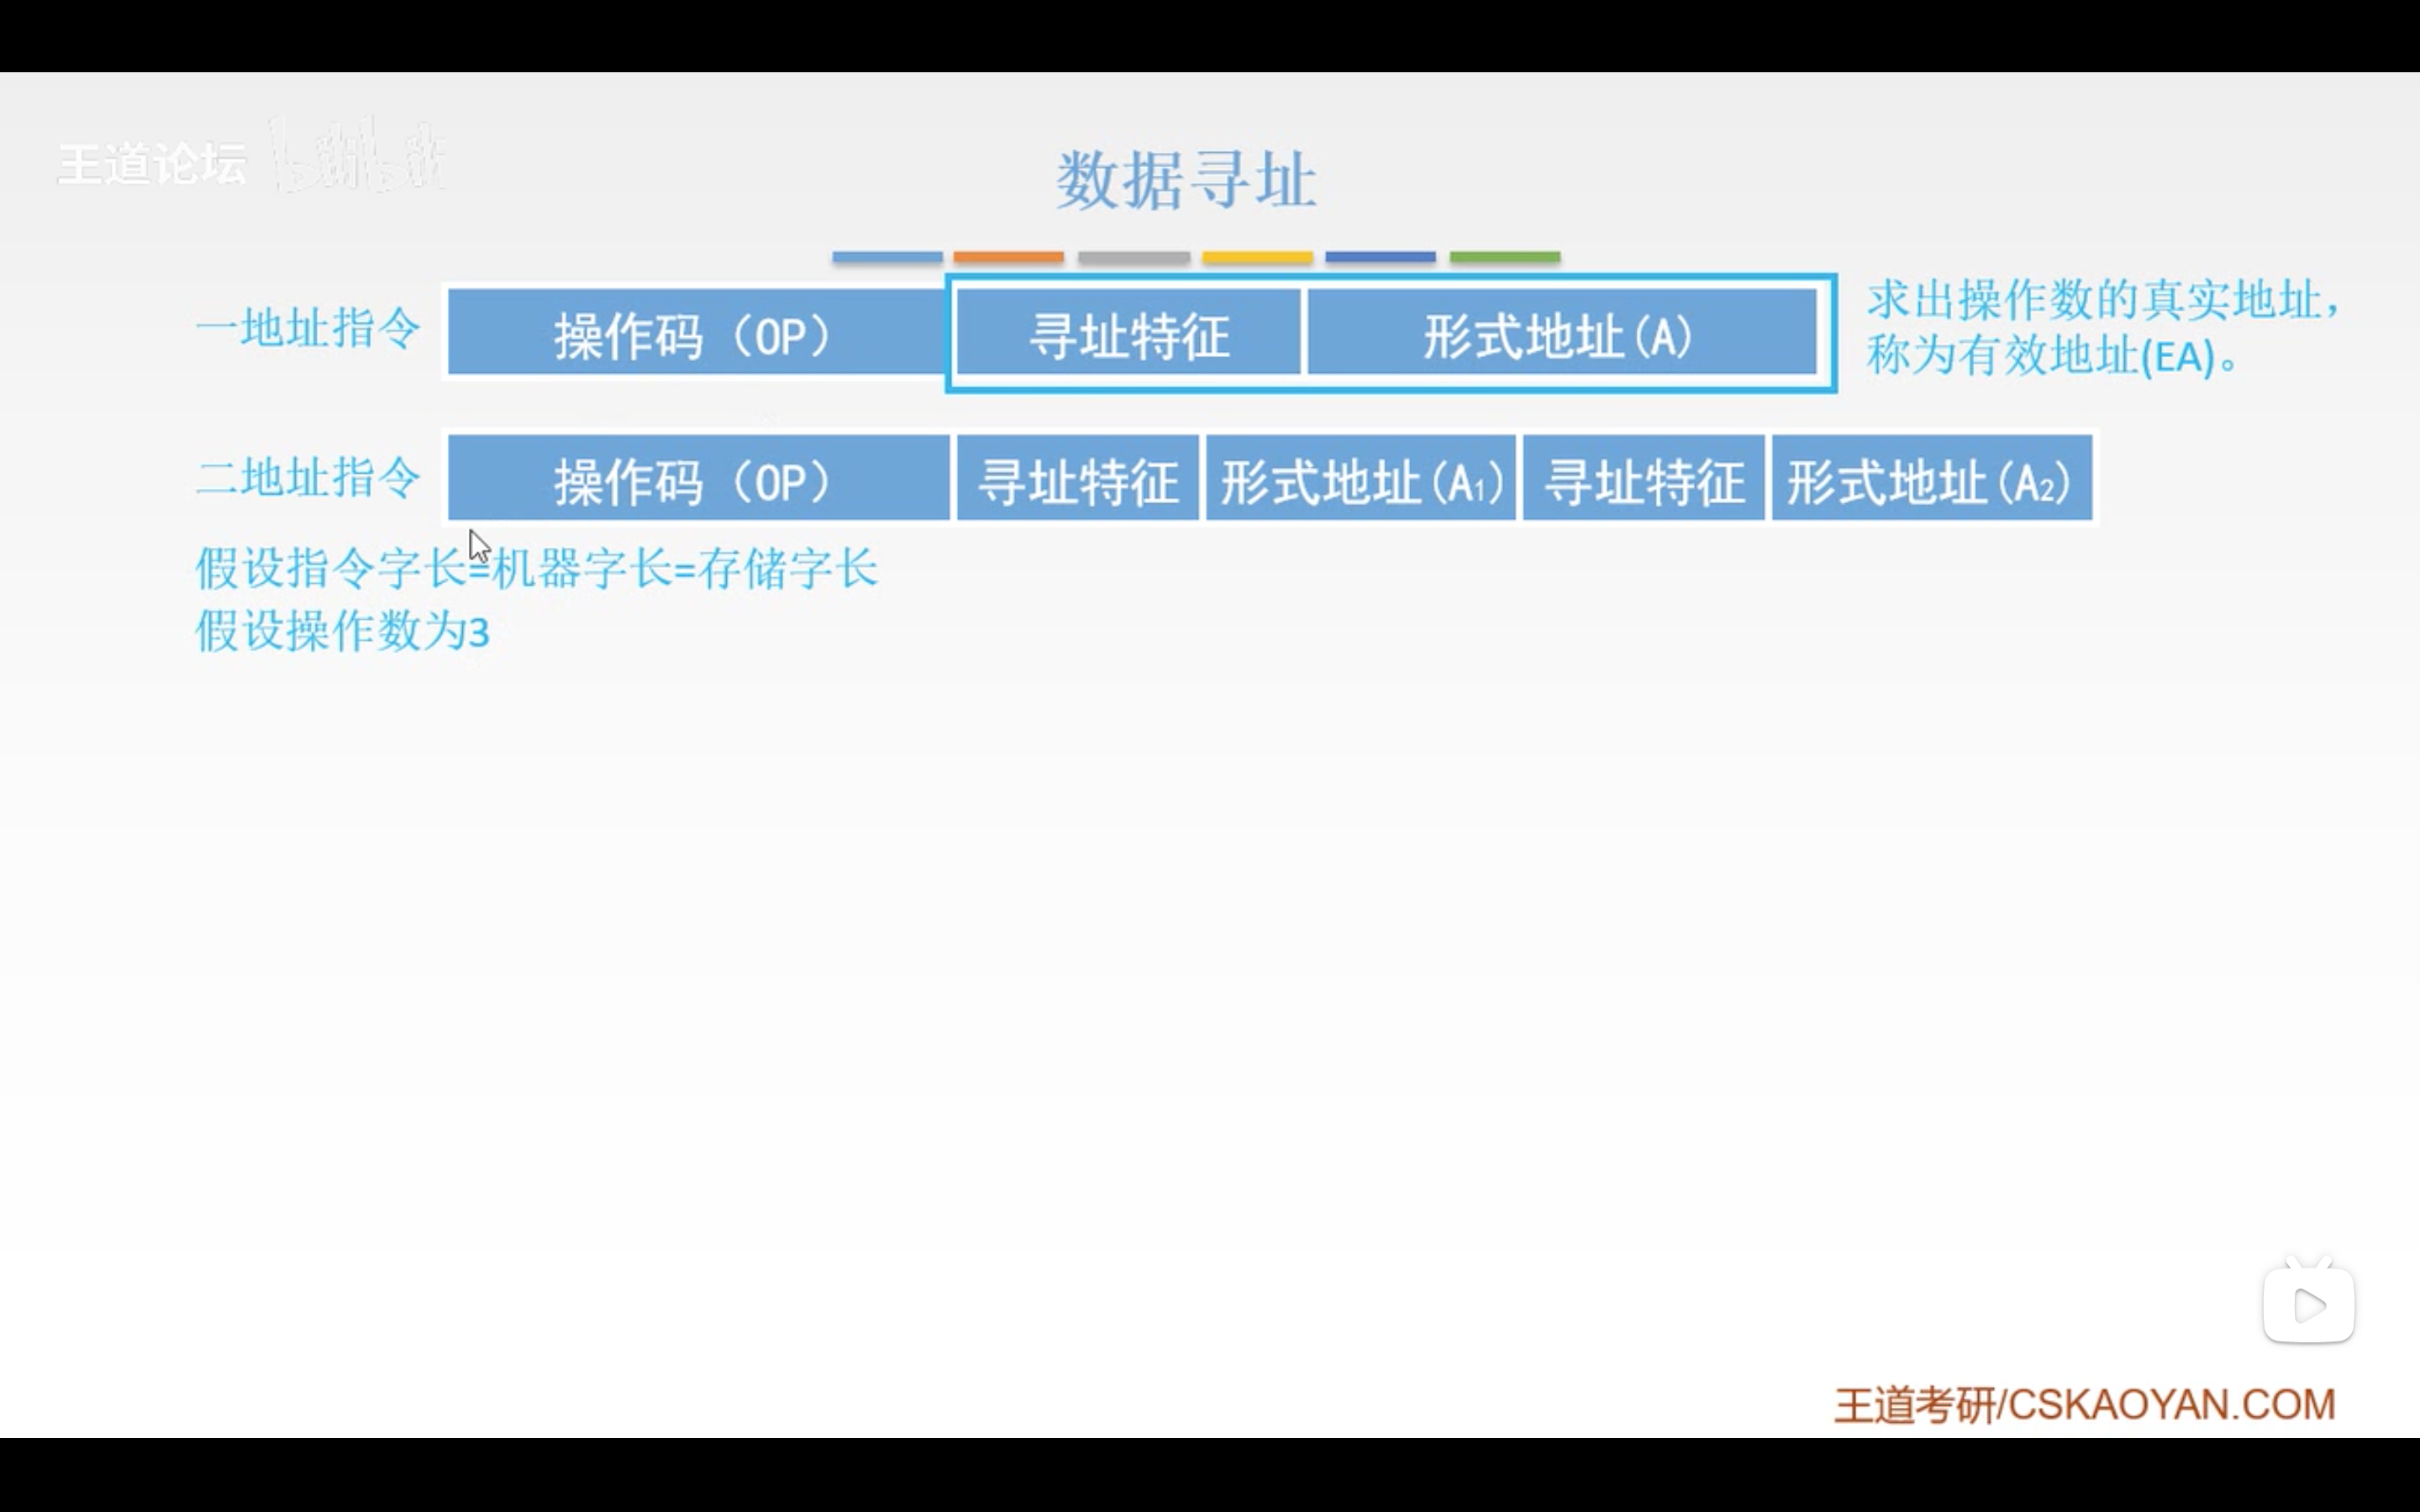 王道论坛 bilibili
数据寻址
一地址指令 操作码（OP） 寻址特征 形式地址(A) 求出操作数的真实地址，
称为有效地址(EA)。
二地址指令 操作码（OP） 寻址特征 形式地址(A₁) 寻址特征 形式地址(A₂)
假设指令字长=机器字长=存储字长
假设操作数为3
王道考研/CSKAOYAN.COM